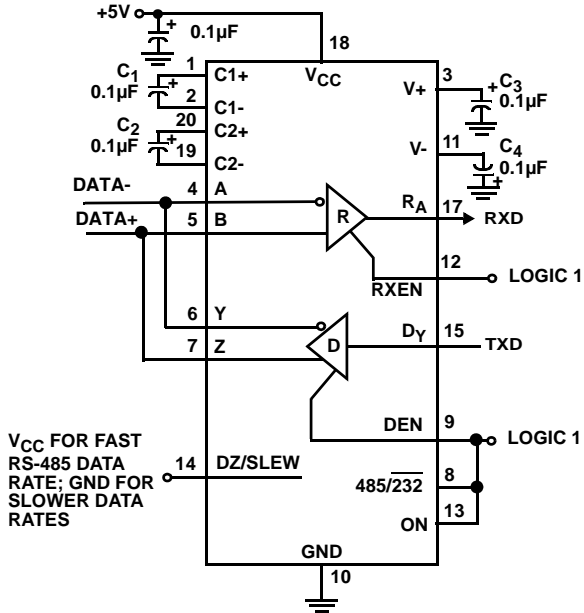 +5V
0.1µF
18
VCC
1
C1+
C1
0.1µF
2
C1-
20
C2+
C2
0.1µF
19
C2-
3
V+
C3
0.1µF
11
V-
C4
0.1µF
DATA-
4
A
DATA+
5
B
R
RA
17
RXD
12
RXEN
LOGIC 1
6
Y
7
Z
D
DY
15
TXD
DEN
9
LOGIC 1
VCC FOR FAST
RS-485 DATA
RATE; GND FOR
SLOWER DATA
RATES
14
DZ/SLEW
8
485/2̅3̅2̅
13
ON
GND
10